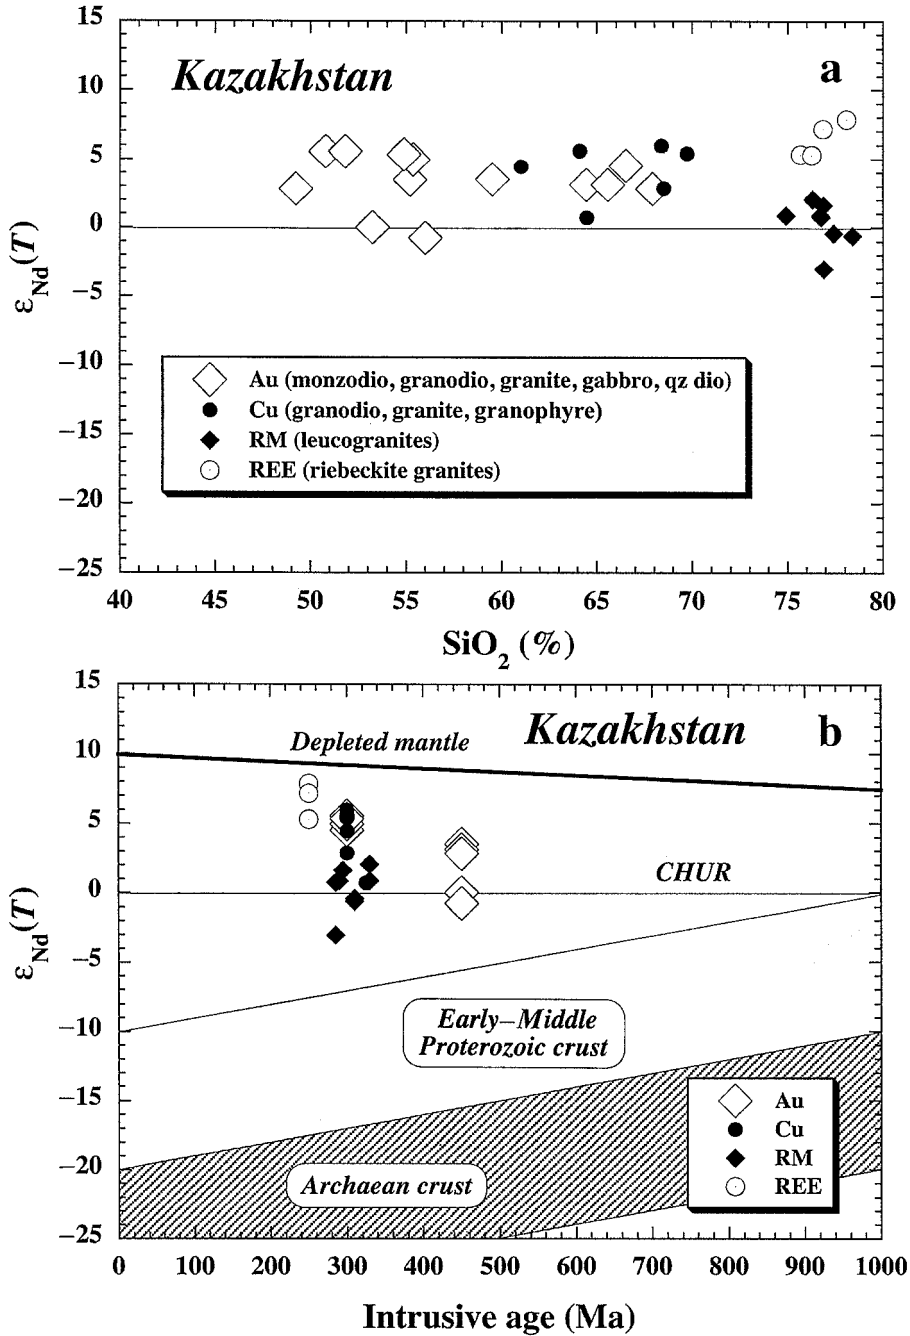 15
Kazakhstan
a
10
5
0
−5
−10
−15
−20
−25
εNd(T)
Au (monzodio, granodio, granite, gabbro, qz dio)
Cu (granodio, granite, granophyre)
RM (leucogranites)
REE (riebeckite granites)
40 45 50 55 60 65 70 75 80
SiO2 (%)
15
Kazakhstan
b
Depleted mantle
10
5
CHUR
0
−5
−10
−15
−20
−25
εNd(T)
Early–Middle
Proterozoic crust
Archaean crust
Au
Cu
RM
REE
0 100 200 300 400 500 600 700 800 900 1000
Intrusive age (Ma)